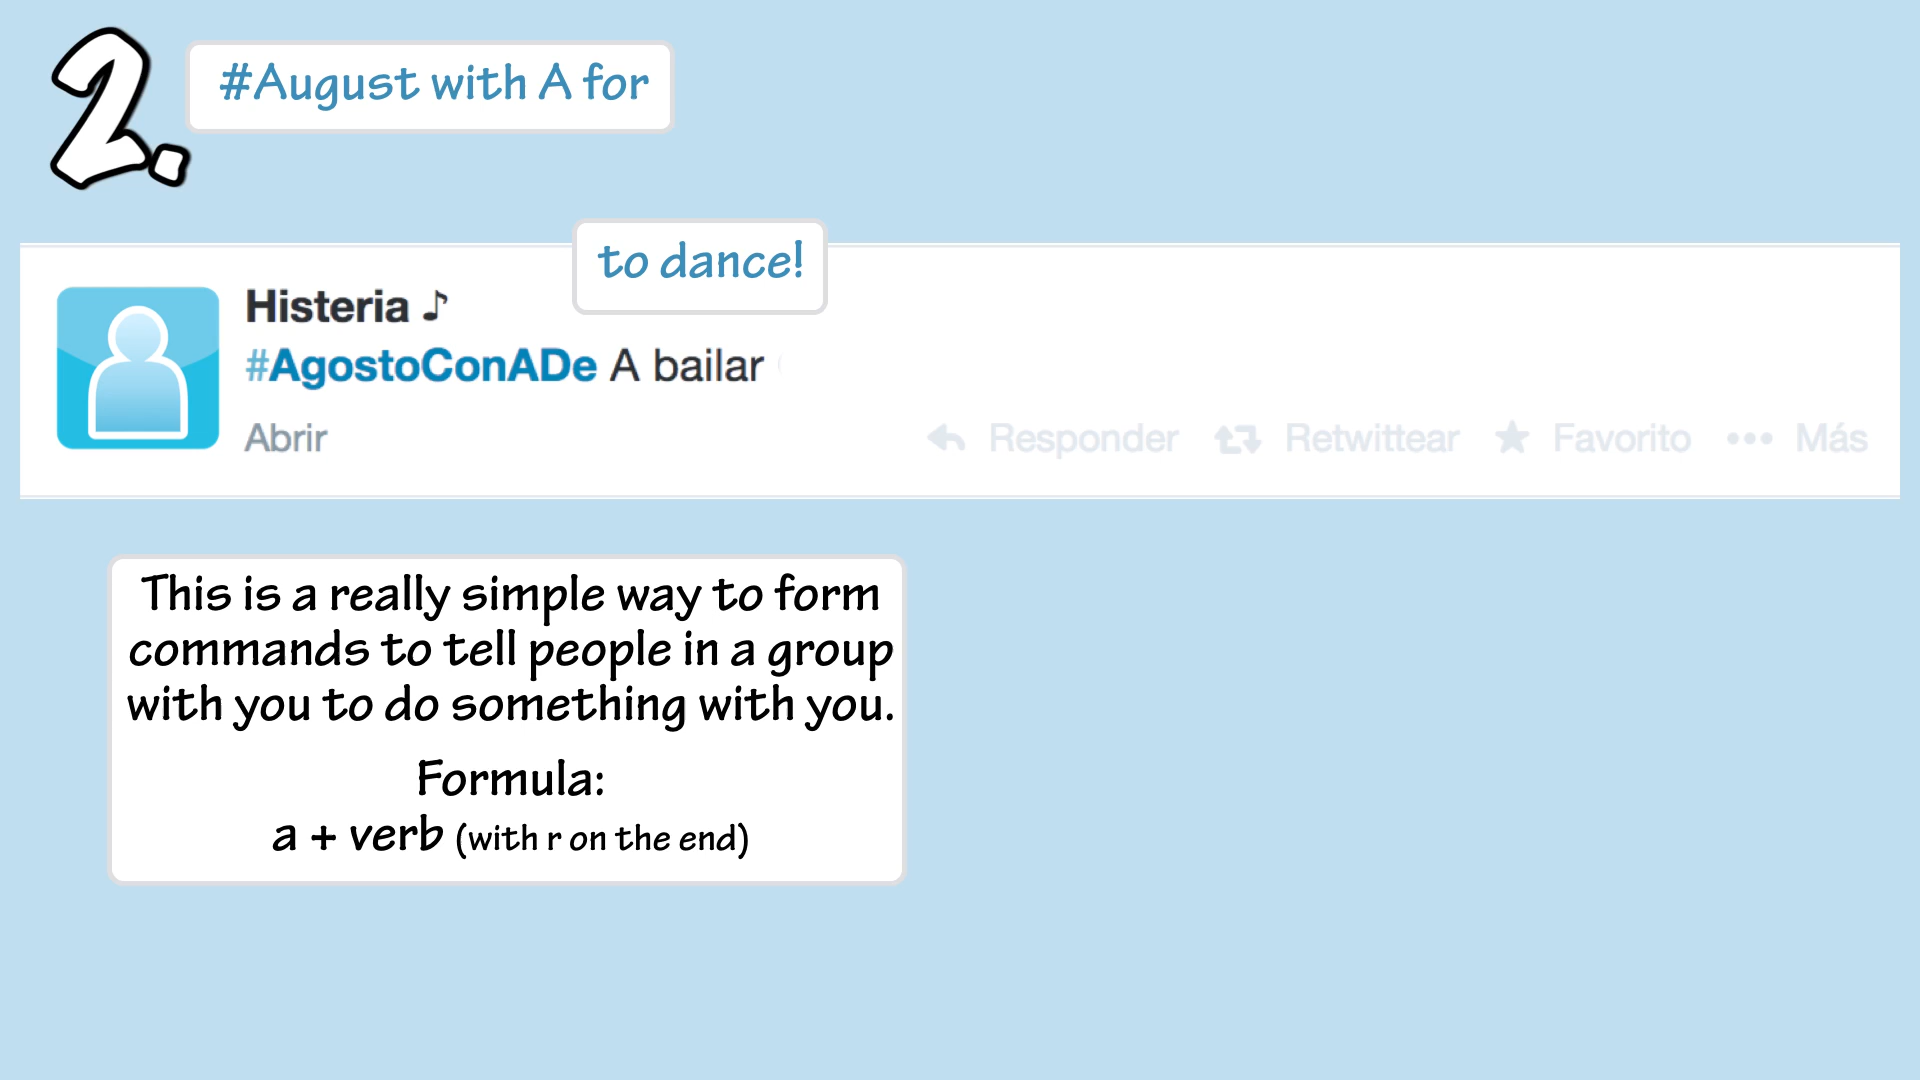 2.
#August with A for
to dance!
Histeria ♪
#AgostoConADe A bailar
Abrir
Responder Retwittear Favorito ••• Más
This is a really simple way to form
commands to tell people in a group
with you to do something with you.
Formula:
a + verb (with r on the end)